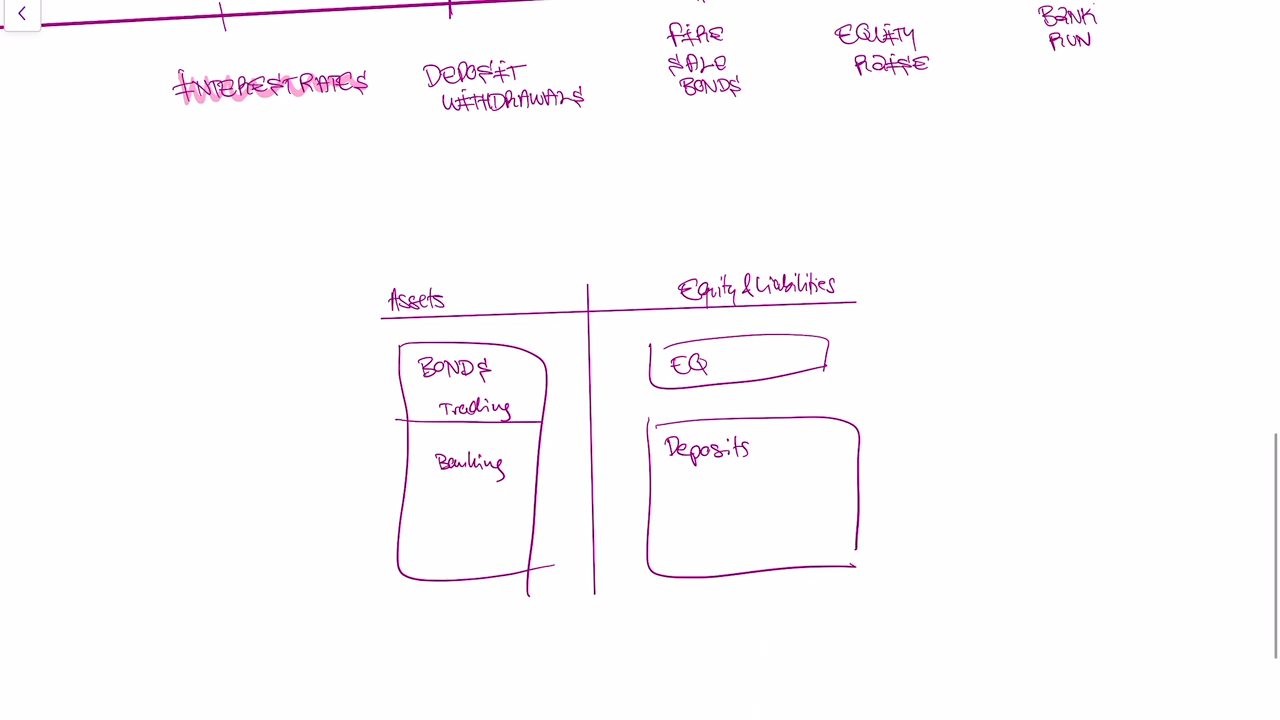 INTEREST RATES
DEPOSIT
WITHDRAWALS
FIRE
SALE
BONDS
EQUITY
RAISE
BANK
RUN
Assets
Equity & Liabilities
BONDS
Trading
Banking
EQ
Deposits